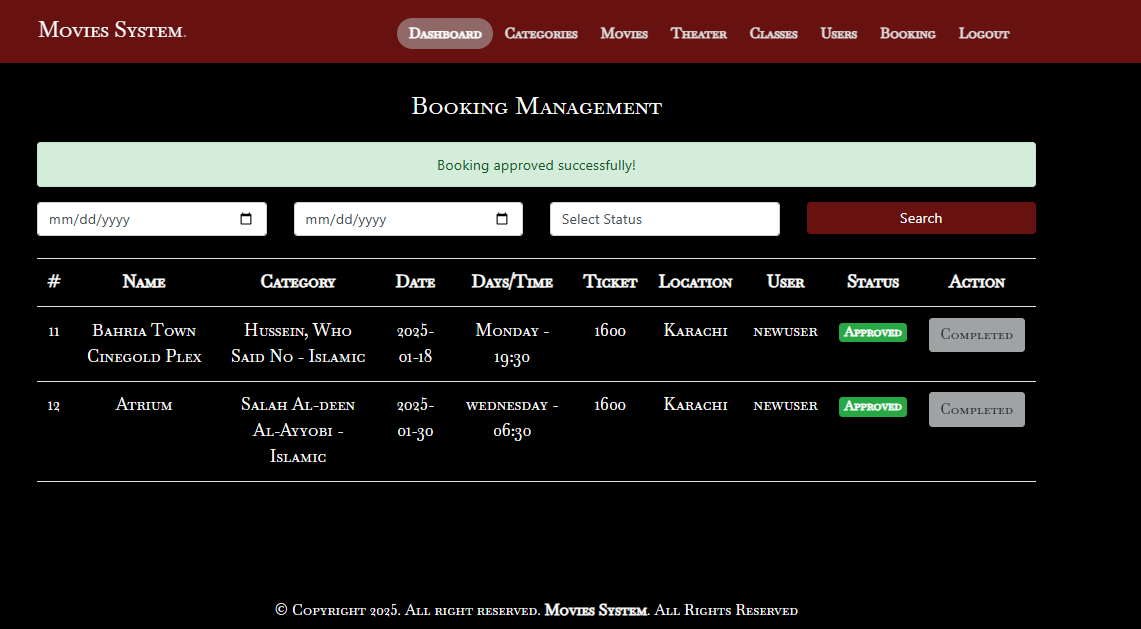 Movies System.
Dashboard Categories Movies Theater Classes Users Booking Logout
Booking Management
Booking approved successfully!
mm/dd/yyyy mm/dd/yyyy Select Status Search
# Name Category Date Days/Time Ticket Location User Status Action
11 Bahria Town Hussein, Who 2025- Monday - 1600 Karachi newuser Approved Completed
Cinegold Plex Said No - Islamic 01-18 19:30
12 Atrium Salah Al-deen 2025- wednesday - 1600 Karachi newuser Approved Completed
Al-Ayyobi - 01-30 06:30
Islamic
© Copyright 2025. All right reserved. Movies System. All Rights Reserved